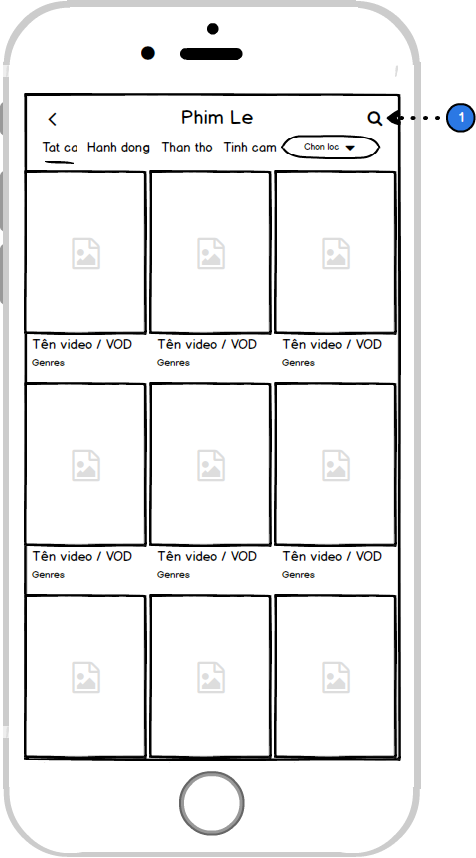 Phim Le
1
Tat ca Hanh dong Than tho Tinh cam Chon loc
Tên video / VOD Tên video / VOD Tên video / VOD
Genres Genres Genres
Tên video / VOD Tên video / VOD Tên video / VOD
Genres Genres Genres